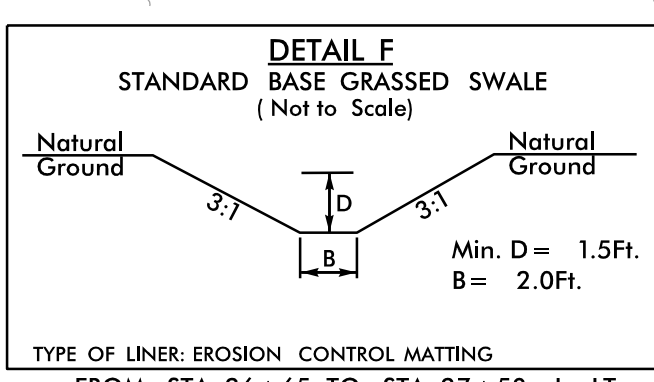 DETAIL F
STANDARD BASE GRASSED SWALE
( Not to Scale)
Natural
Ground
Natural
Ground
3:1
D
3:1
B
Min. D = 1.5Ft.
B = 2.0Ft.
TYPE OF LINER: EROSION CONTROL MATTING